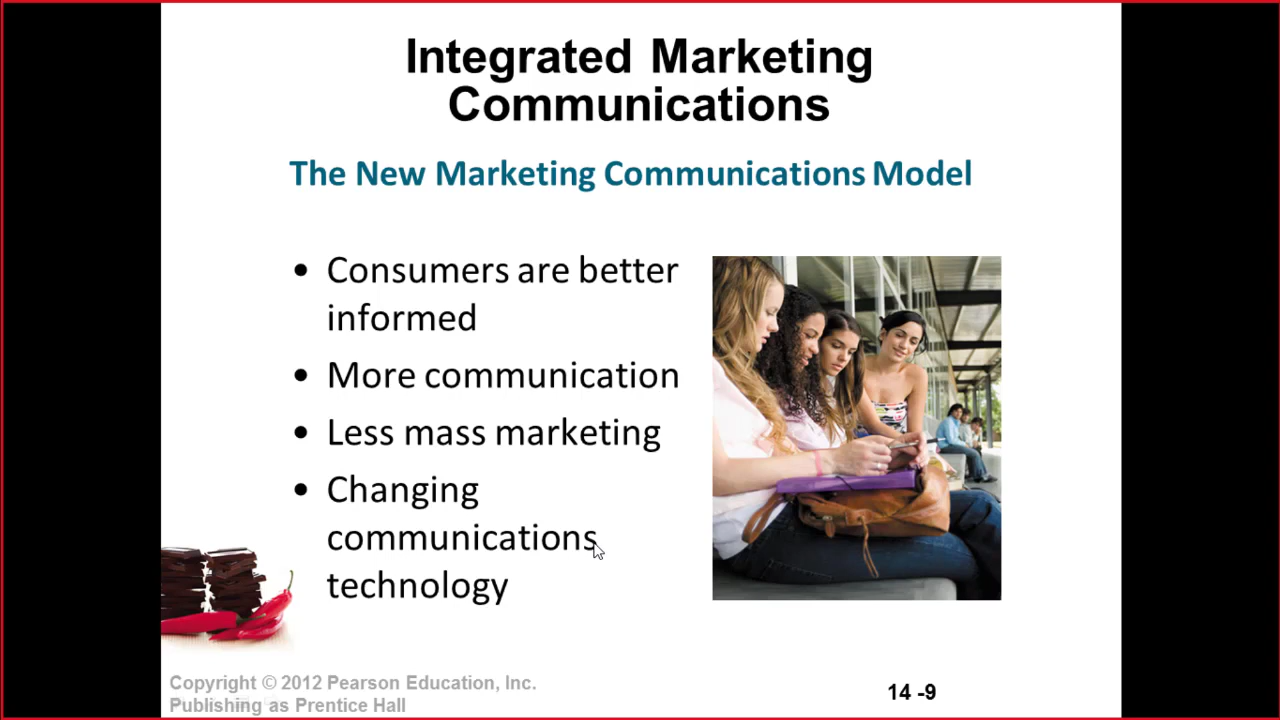 Integrated Marketing
Communications
The New Marketing Communications Model
• Consumers are better
informed
• More communication
• Less mass marketing
• Changing
communications
technology
Copyright © 2012 Pearson Education, Inc.
Publishing as Prentice Hall
14 -9